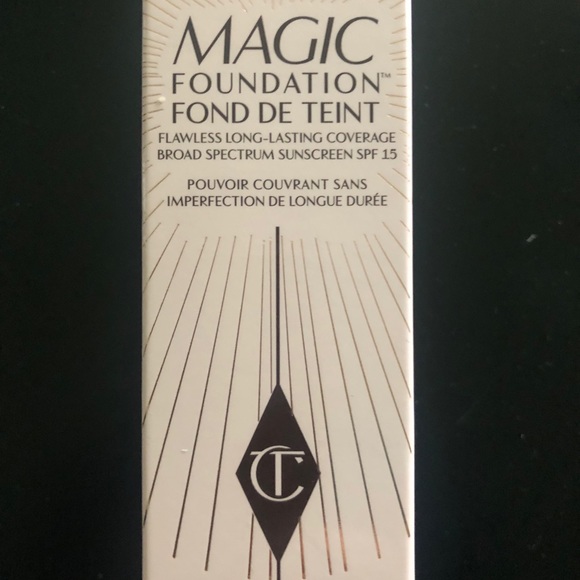 MAGIC
FOUNDATION™
FOND DE TEINT
FLAWLESS LONG-LASTING COVERAGE
BROAD SPECTRUM SUNSCREEN SPF 15
POUVOIR COUVRANT SANS
IMPERFECTION DE LONGUE DURÉE
CT